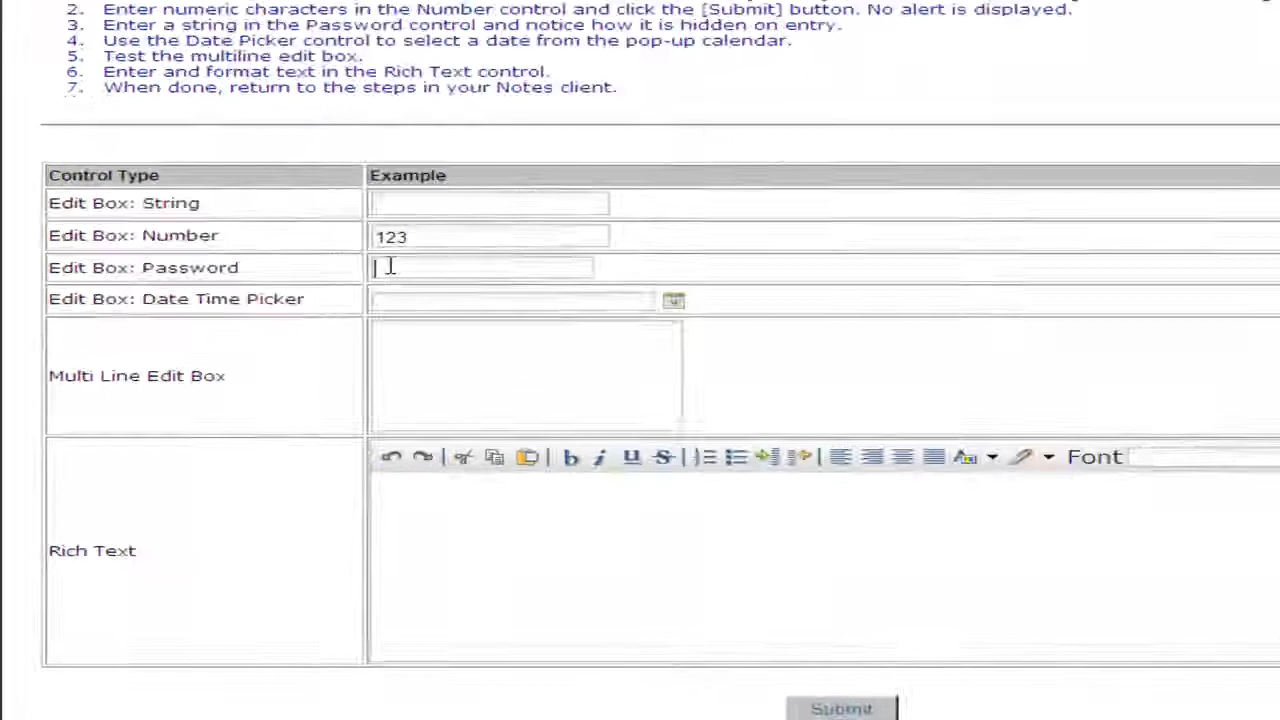 2. Enter numeric characters in the Number control and click the [Submit] button. No alert is displayed.
3. Enter a string in the Password control and notice how it is hidden on entry.
4. Use the Date Picker control to select a date from the pop-up calendar.
5. Test the multiline edit box.
6. Enter and format text in the Rich Text control.
7. When done, return to the steps in your Notes client.
Control Type Example
Edit Box: String
Edit Box: Number 123
Edit Box: Password
Edit Box: Date Time Picker
Multi Line Edit Box
b i U S Font
Rich Text
Submit